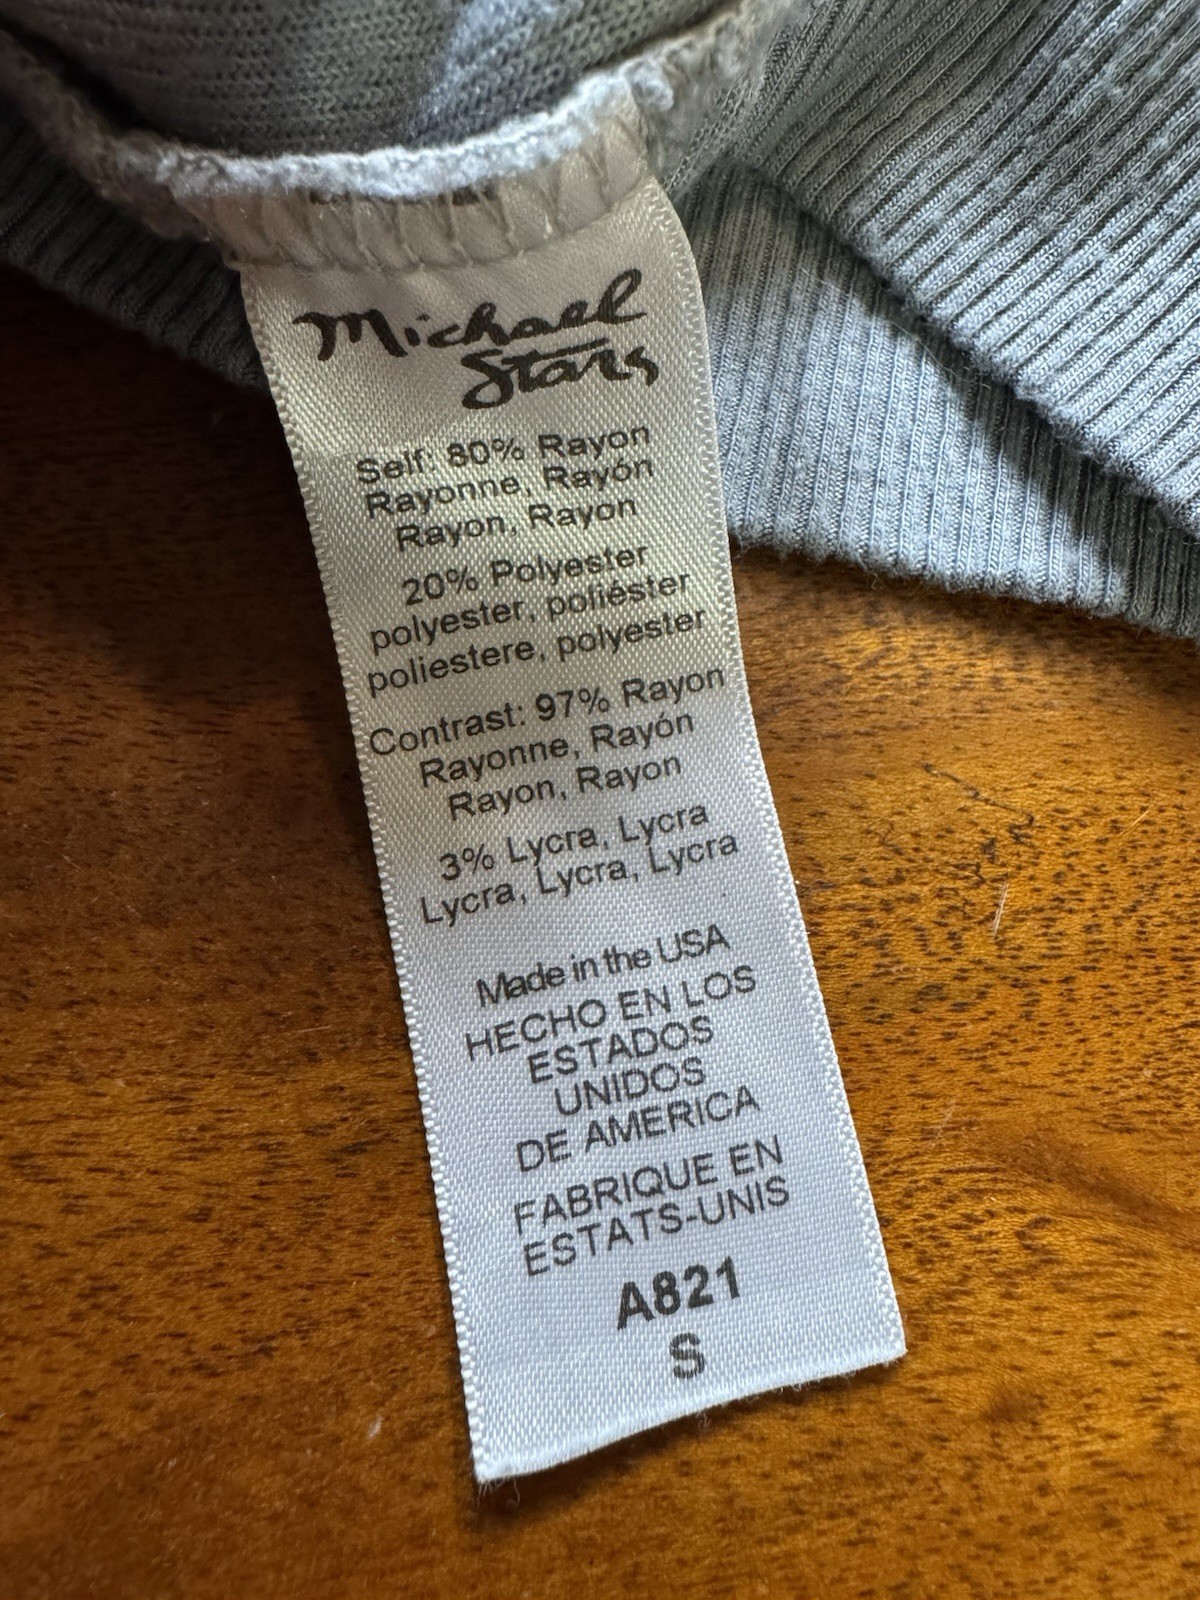 Michael
Stars
Self: 80% Rayon
Rayonne, Rayón
Rayon, Rayon
20% Polyester
polyester, poliéster
poliestere, polyester
Contrast: 97% Rayon
Rayonne, Rayón
Rayon, Rayon
3% Lycra, Lycra
Lycra, Lycra, Lycra
Made in the USA
HECHO EN LOS
ESTADOS
UNIDOS
DE AMERICA
FABRIQUE EN
ESTATS-UNIS
A821
S